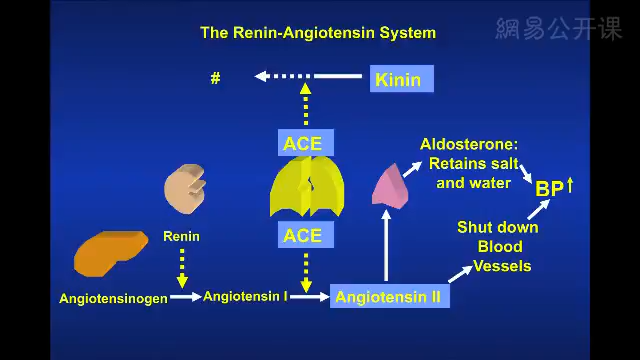 網易公开课
The Renin-Angiotensin System
#
Kinin
ACE
Aldosterone:
Retains salt
and water
BP↑
Renin
ACE
Shut down
Blood
Vessels
Angiotensinogen
Angiotensin I
Angiotensin II